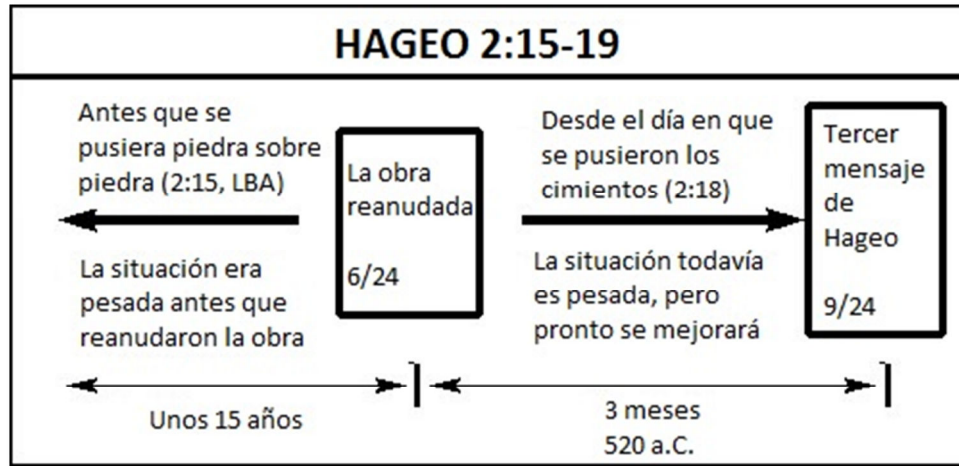 HAGEO 2:15-19
Antes que se
pusiera piedra sobre
piedra (2:15, LBA)
La situación era
pesada antes que
reanudaron la obra
La obra
reanudada
6/24
Desde el día en que
se pusieron los
cimientos (2:18)
La situación todavía
es pesada, pero
pronto se mejorará
Tercer
mensaje
de
Hageo
9/24
Unos 15 años
3 meses
520 a.C.